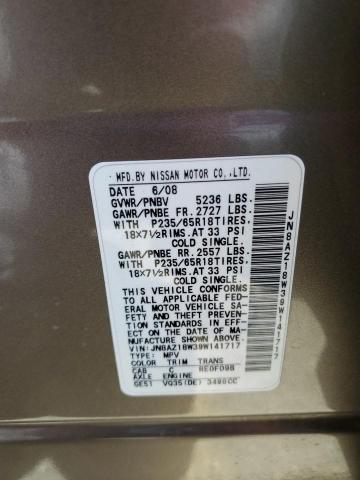 MFD.BY NISSAN MOTOR CO.,LTD.
DATE 6/08
GVWR/PNBV 5236 LBS.
GAWR/PNBE FR.2727 LBS.
WITH P235/65R18TIRES.
18x7½RIMS.AT 33 PSI
COLD SINGLE.
GAWR/PNBE RR.2557 LBS.
WITH P235/65R18TIRES.
18x7½RIMS.AT 33 PSI
COLD SINGLE.
THIS VEHICLE CONFORMS
TO ALL APPLICABLE FED-
ERAL MOTOR VEHICLE SA-
FETY AND THEFT PREVEN-
TION STANDARDS IN EFF-
ECT ON THE DATE OF MA-
NUFACTURE SHOWN ABOVE.
VIN:JN8AZ18W39W141717
TYPE: MPV
COLOR TRIM TRANS
CAB C RE0F09B
AXLE ENGINE
GE51 VQ35(DE) 3498CC
JN8AZ18W39W141717